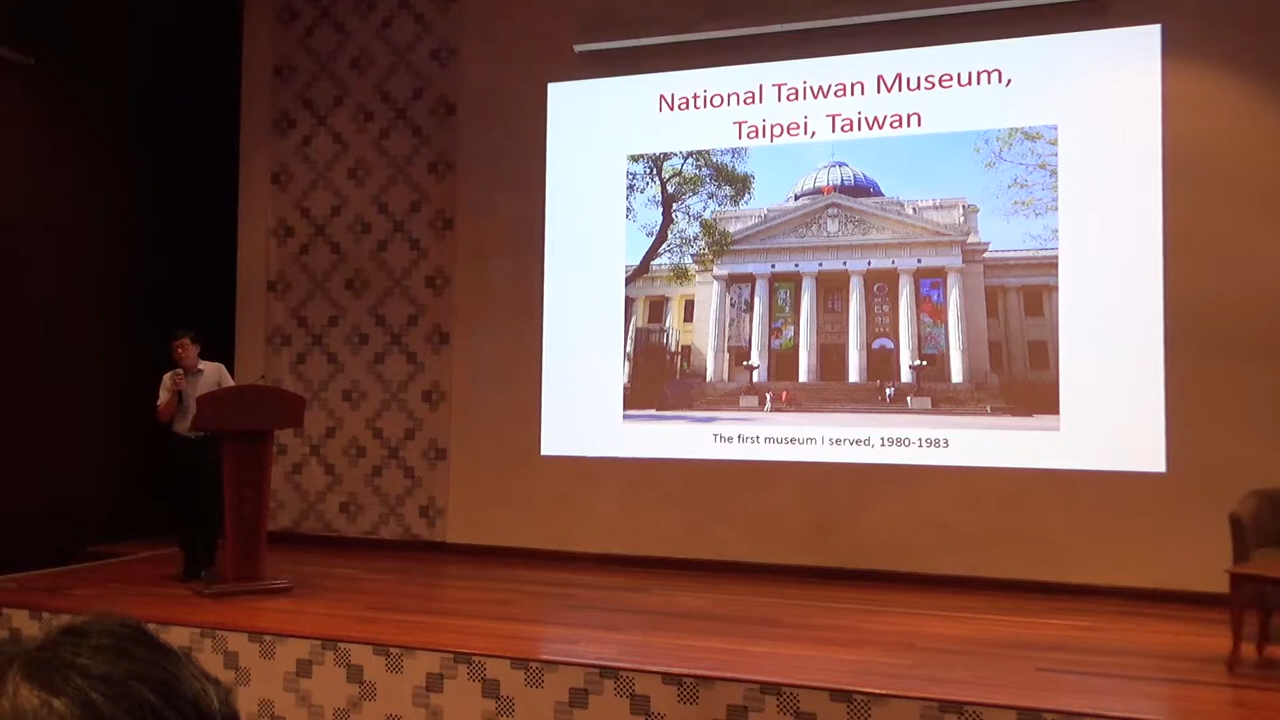 National Taiwan Museum,
Taipei, Taiwan
The first museum I served, 1980-1983